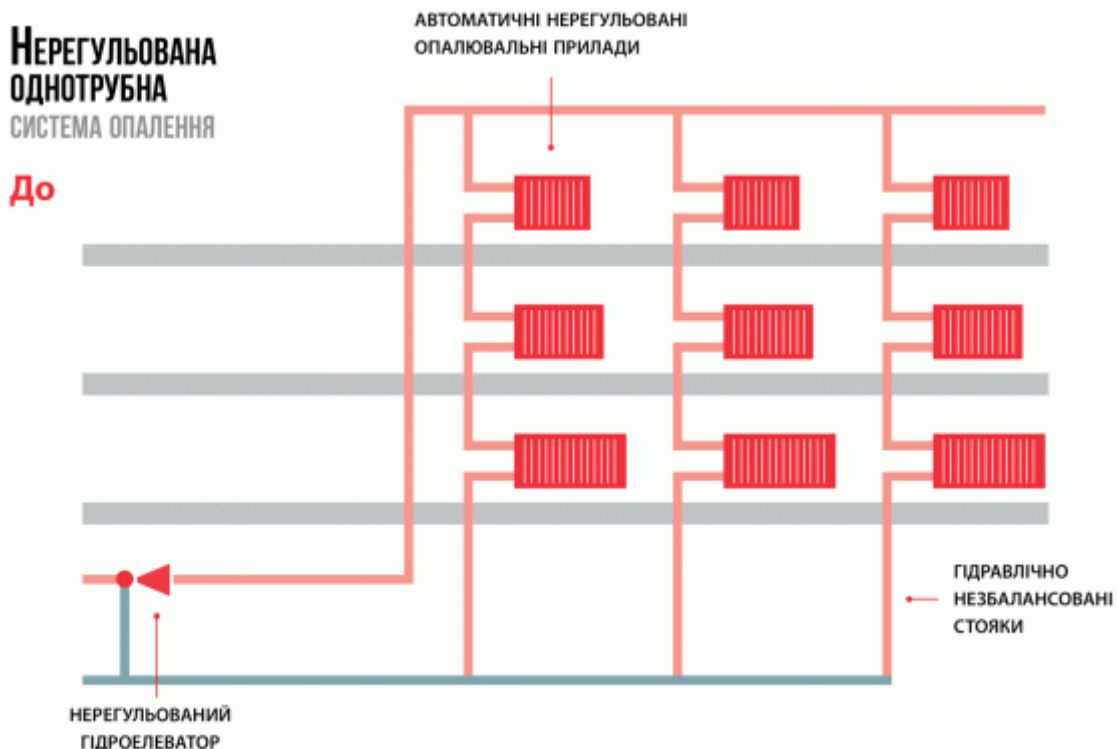 НЕРЕГУЛЬОВАНА
ОДНОТРУБНА
СИСТЕМА ОПАЛЕННЯ
До
АВТОМАТИЧНІ НЕРЕГУЛЬОВАНІ
ОПАЛЮВАЛЬНІ ПРИЛАДИ
ГІДРАВЛІЧНО
НЕЗБАЛАНСОВАНІ
СТОЯКИ
НЕРЕГУЛЬОВАНИЙ
ГІДРОЕЛЕВАТОР